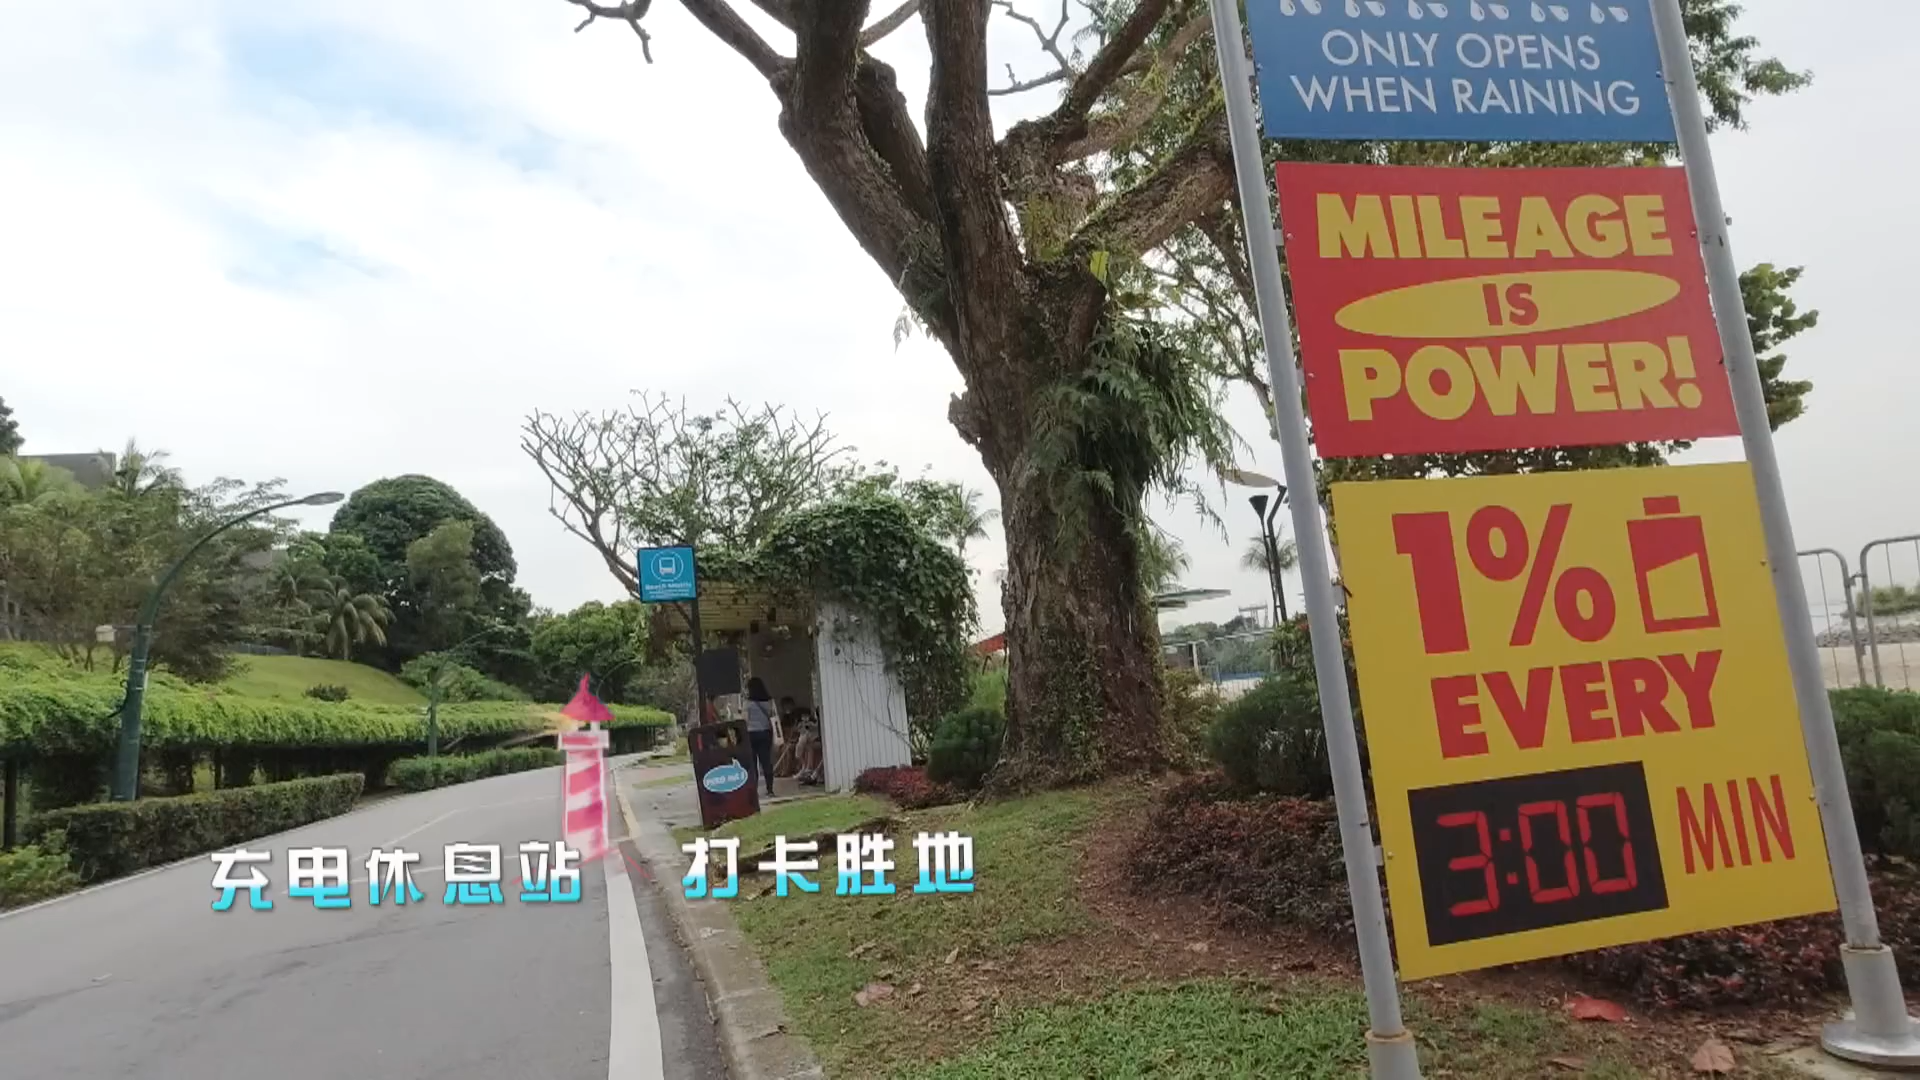 ONLY OPENS
WHEN RAINING
MILEAGE
IS
POWER!
1%
EVERY
3:00 MIN
充电休息站 打卡胜地